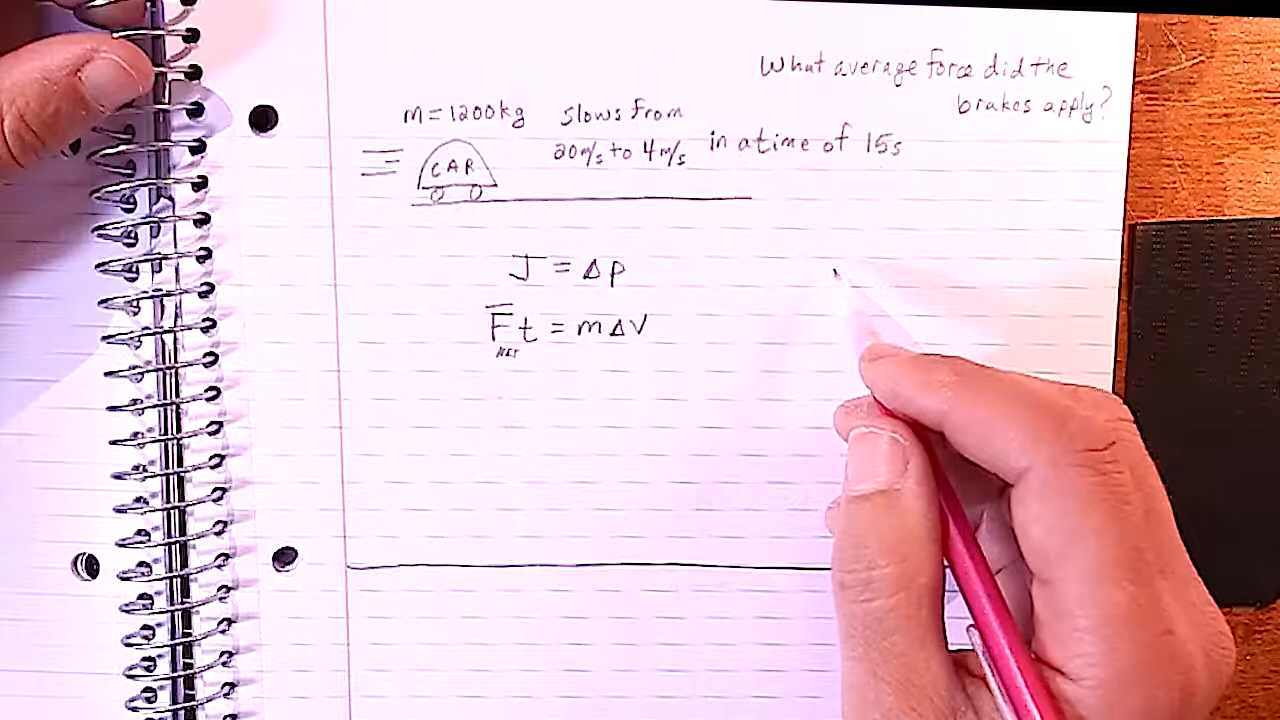 What average force did the
brakes apply?
m = 1200kg slows from
20m/s to 4m/s in a time of 15s
CAR
J = Δp
F̅t = mΔV
NET